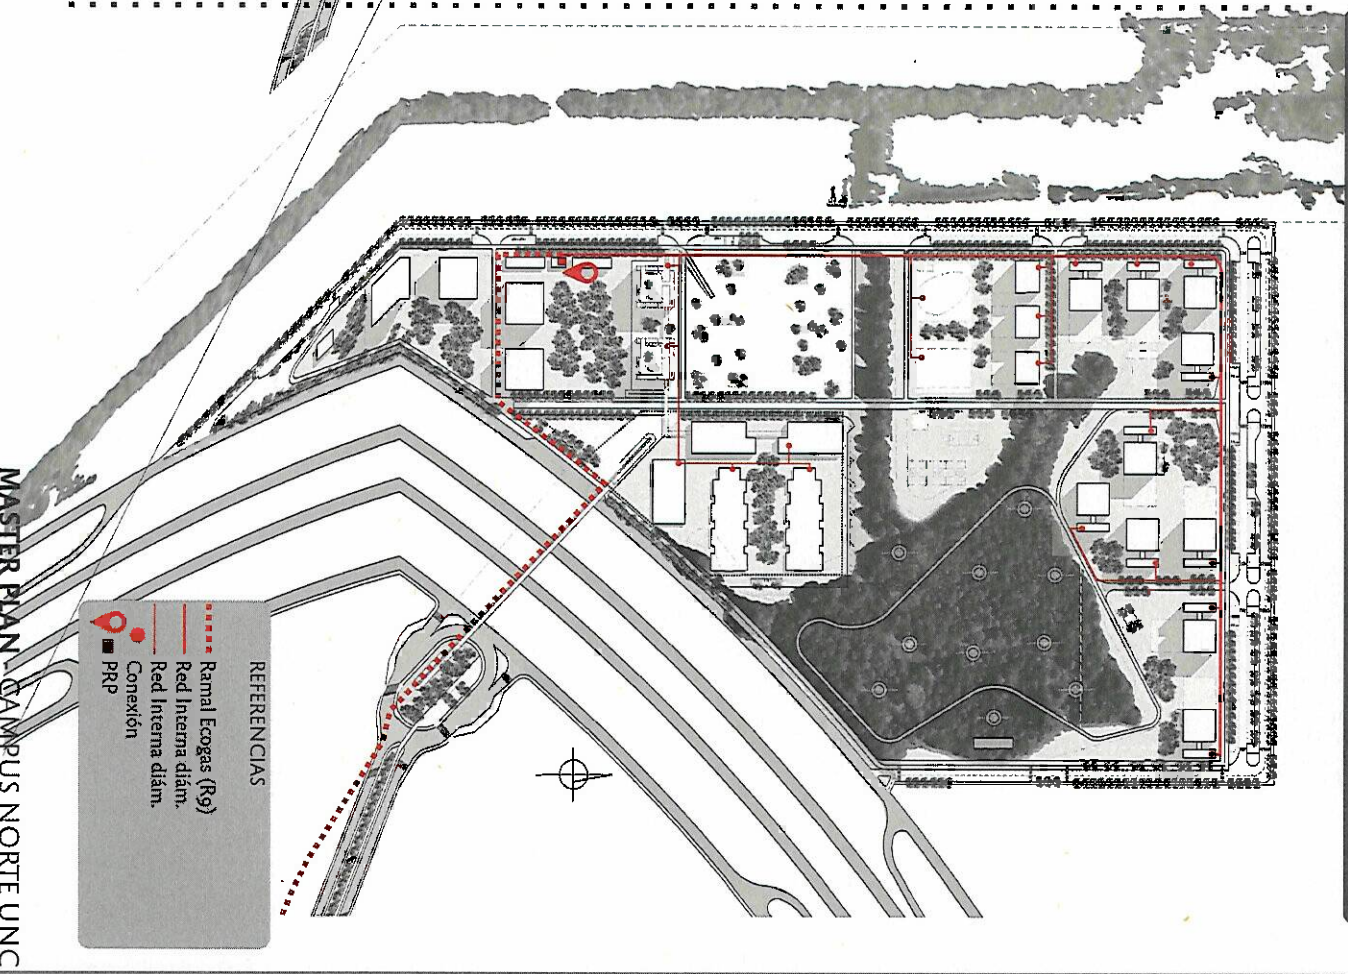 REFERENCIAS
Ramal Ecogas (R9)
Red Interna diám.
Red Interna diám.
Conexión
PRP
MASTER PLAN - CAMPUS NORTE UNC